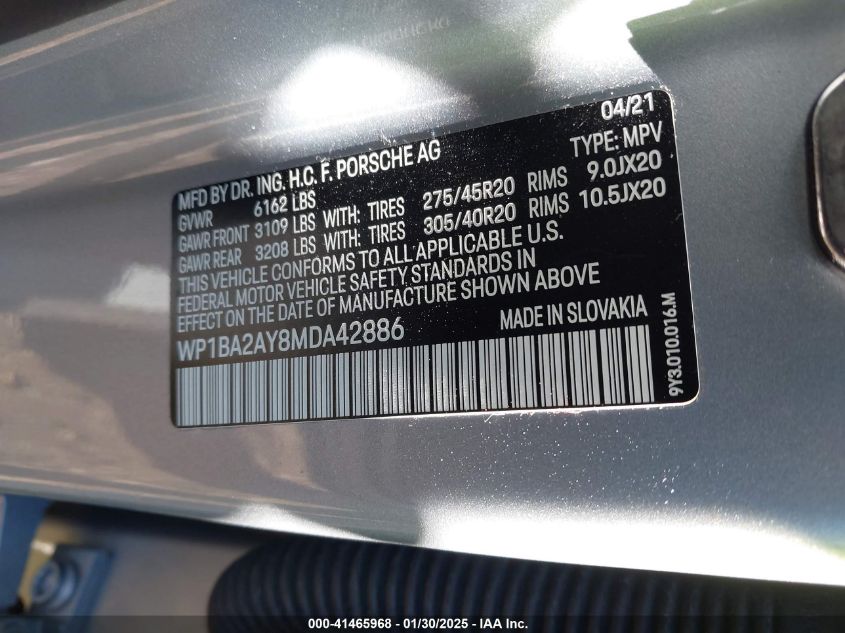 04/21
MFD BY DR. ING. H.C. F. PORSCHE AG TYPE: MPV
GVWR 6162 LBS
GAWR FRONT 3109 LBS WITH: TIRES 275/45R20 RIMS 9.0JX20
GAWR REAR 3208 LBS WITH: TIRES 305/40R20 RIMS 10.5JX20
THIS VEHICLE CONFORMS TO ALL APPLICABLE U.S.
FEDERAL MOTOR VEHICLE SAFETY STANDARDS IN
EFFECT ON THE DATE OF MANUFACTURE SHOWN ABOVE
WP1BA2AY8MDA42886 MADE IN SLOVAKIA
9Y3.010.016.M
000-41465968 - 01/30/2025 - IAA Inc.